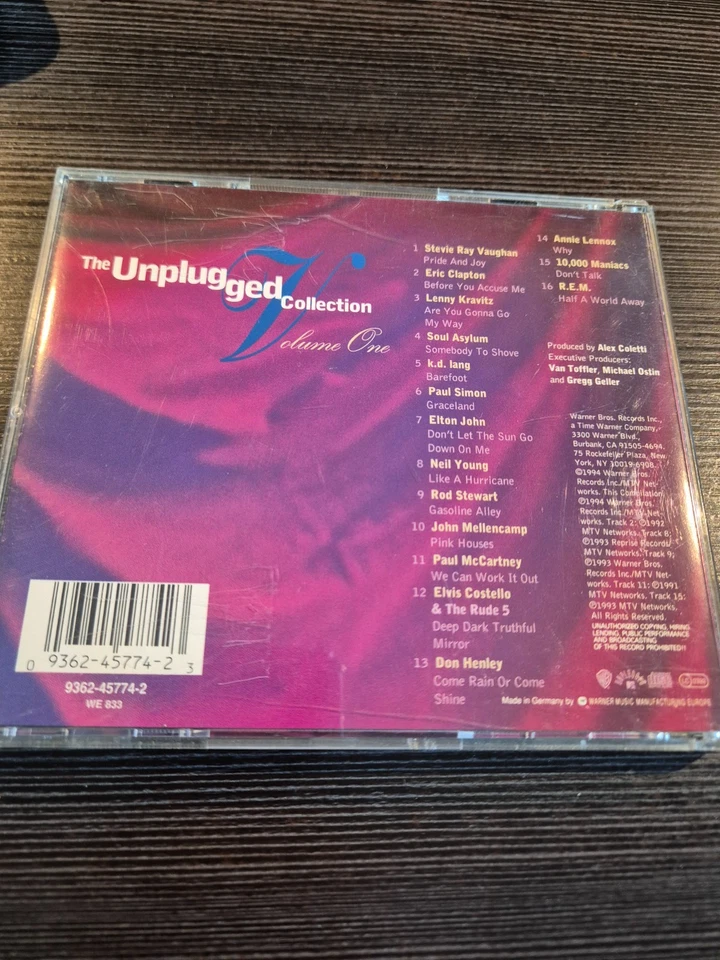 The Unplugged Collection
Volume One
1 Stevie Ray Vaughan
Pride And Joy
2 Eric Clapton
Before You Accuse Me
3 Lenny Kravitz
Are You Gonna Go
My Way
4 Soul Asylum
Somebody To Shove
5 k.d. lang
Barefoot
6 Paul Simon
Graceland
7 Elton John
Don't Let The Sun Go
Down On Me
8 Neil Young
Like A Hurricane
9 Rod Stewart
Gasoline Alley
10 John Mellencamp
Pink Houses
11 Paul McCartney
We Can Work It Out
12 Elvis Costello
& The Rude 5
Deep Dark Truthful
Mirror
13 Don Henley
Come Rain Or Come
Shine
14 Annie Lennox
Why
15 10,000 Maniacs
Don't Talk
16 R.E.M.
Half A World Away
Produced by Alex Coletti
Executive Producers:
Van Toffler, Michael Ostin
and Gregg Geller
Warner Bros. Records Inc.,
a Time Warner Company,
3300 Warner Blvd.,
Burbank, CA 91505-4694.
75 Rockefeller Plaza, New
York, NY 10019-6908.
©1994 Warner Bros.
Records Inc./MTV Net-
works. This Compilation
℗1994 Warner Bros.
Records Inc./MTV Net-
works. Track 2: ℗1992
MTV Networks. Track 8:
℗1993 Reprise Records/
MTV Networks. Track 9:
℗1993 Warner Bros.
Records Inc./MTV Net-
works. Track 11: ℗1991
MTV Networks. Track 15:
℗1993 MTV Networks.
All Rights Reserved.
UNAUTHORIZED COPYING, HIRING,
LENDING, PUBLIC PERFORMANCE
AND BROADCASTING
OF THIS RECORD PROHIBITED!!
Made in Germany by WARNER MUSIC MANUFACTURING EUROPE
0 9362-45774-2 3
9362-45774-2
WE 833